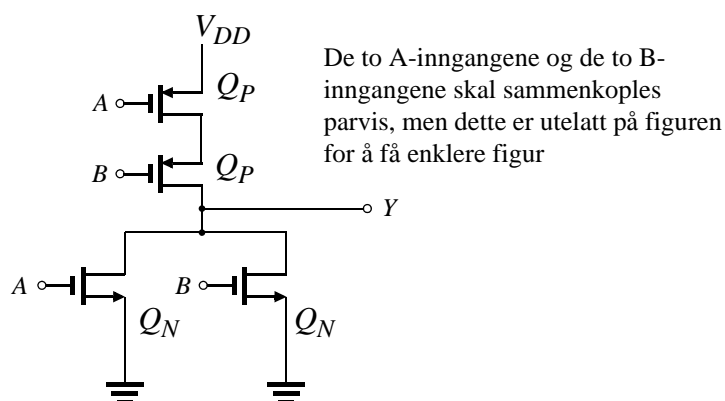 V_DD
De to A-inngangene og de to B-
inngangene skal sammenkoples
parvis, men dette er utelatt på figuren
for å få enklere figur
A
Q_P
B
Q_P
Y
A
Q_N
B
Q_N